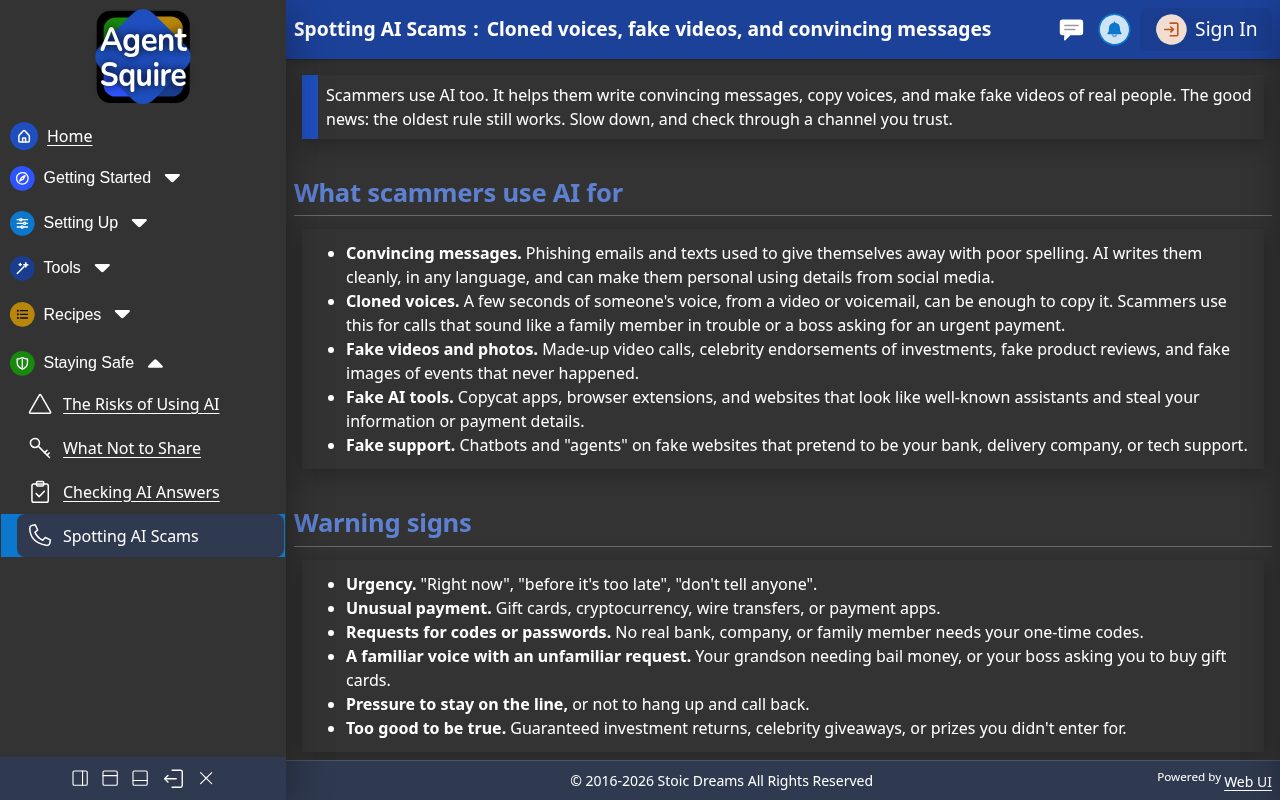 Agent
Squire
Home
Getting Started
Setting Up
Tools
Recipes
Staying Safe
The Risks of Using AI
What Not to Share
Checking AI Answers
Spotting AI Scams
Spotting AI Scams : Cloned voices, fake videos, and convincing messages
Sign In
Scammers use AI too. It helps them write convincing messages, copy voices, and make fake videos of real people. The good
news: the oldest rule still works. Slow down, and check through a channel you trust.
What scammers use AI for
Convincing messages. Phishing emails and texts used to give themselves away with poor spelling. AI writes them
cleanly, in any language, and can make them personal using details from social media.
Cloned voices. A few seconds of someone's voice, from a video or voicemail, can be enough to copy it. Scammers use
this for calls that sound like a family member in trouble or a boss asking for an urgent payment.
Fake videos and photos. Made-up video calls, celebrity endorsements of investments, fake product reviews, and fake
images of events that never happened.
Fake AI tools. Copycat apps, browser extensions, and websites that look like well-known assistants and steal your
information or payment details.
Fake support. Chatbots and "agents" on fake websites that pretend to be your bank, delivery company, or tech support.
Warning signs
Urgency. "Right now", "before it's too late", "don't tell anyone".
Unusual payment. Gift cards, cryptocurrency, wire transfers, or payment apps.
Requests for codes or passwords. No real bank, company, or family member needs your one-time codes.
A familiar voice with an unfamiliar request. Your grandson needing bail money, or your boss asking you to buy gift
cards.
Pressure to stay on the line, or not to hang up and call back.
Too good to be true. Guaranteed investment returns, celebrity giveaways, or prizes you didn't enter for.
© 2016-2026 Stoic Dreams All Rights Reserved
Powered by Web UI